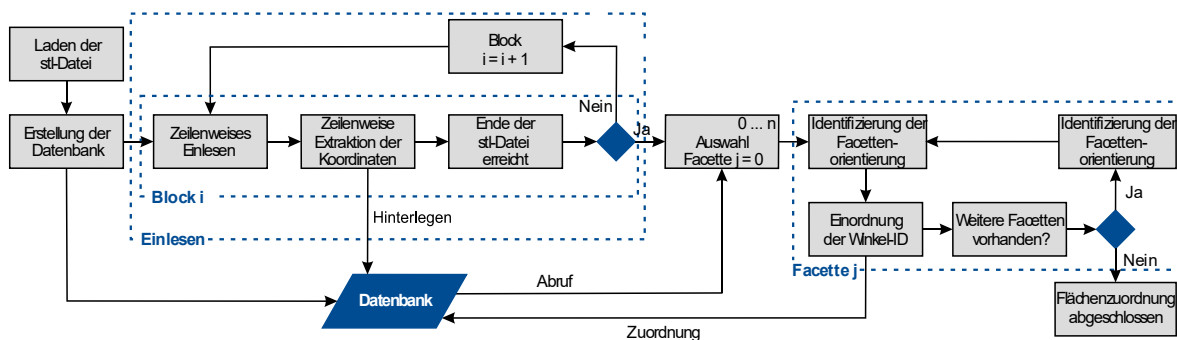 Laden der
stl-Datei
Erstellung der
Datenbank
Block
i = i + 1
Nein
Zeilenweises
Einlesen
Zeilenweise
Extraktion der
Koordinaten
Ende der
stl-Datei
erreicht
Ja
Block i
Einlesen
Hinterlegen
Datenbank
Abruf
Zuordnung
0 ... n
Auswahl
Facette j = 0
Identifizierung der
Facetten-
orientierung
Identifizierung der
Facetten-
orientierung
Ja
Einordnung
der Winkel-ID
Weitere Facetten
vorhanden?
Facette j
Nein
Flächenzuordnung
abgeschlossen